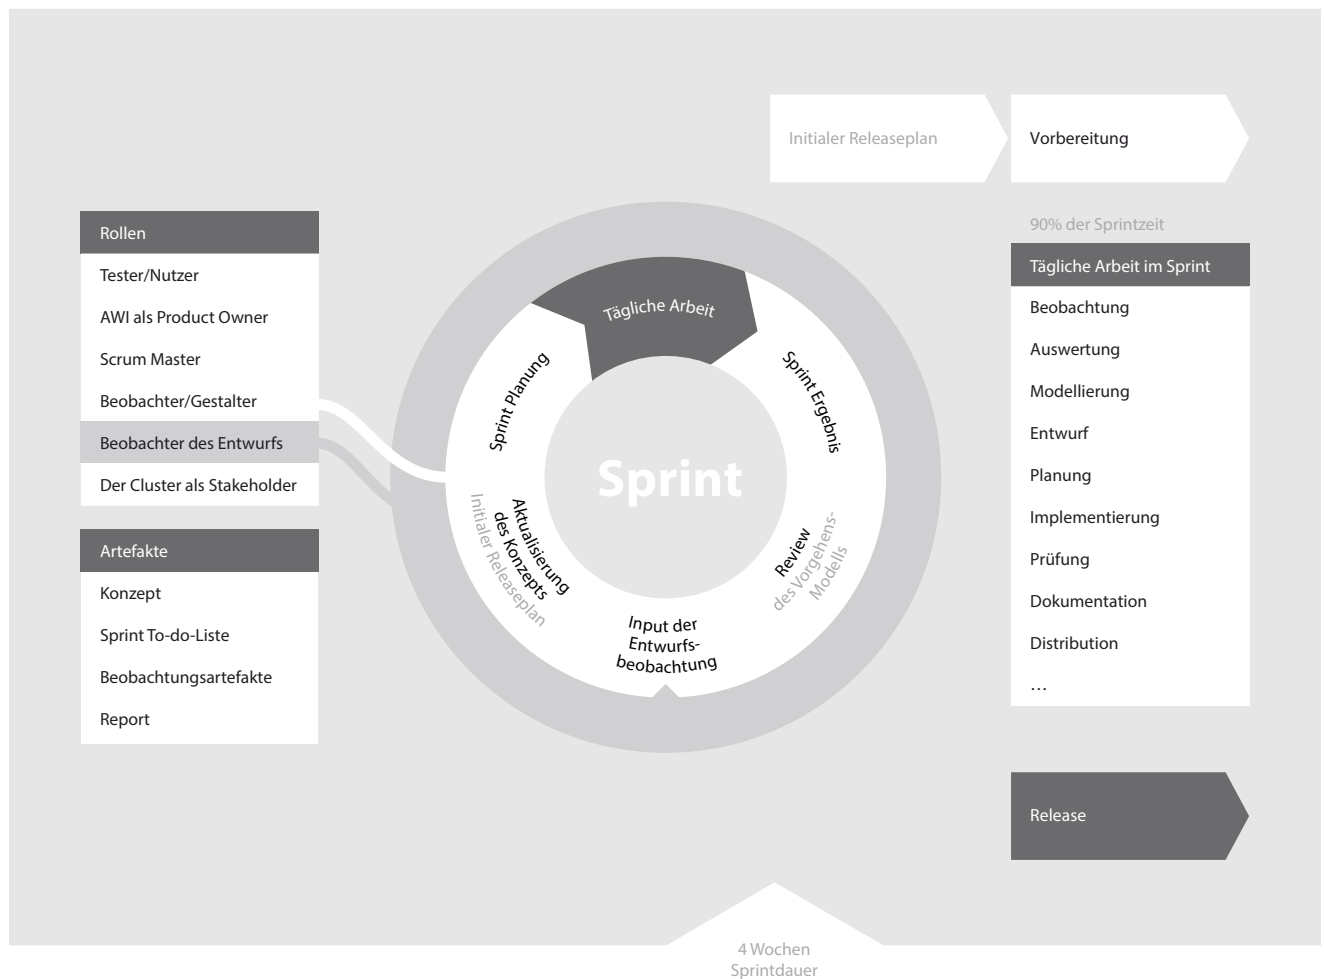 Initialer Releaseplan
Vorbereitung
Rollen
Tester/Nutzer
AWI als Product Owner
Scrum Master
Beobachter/Gestalter
Beobachter des Entwurfs
Der Cluster als Stakeholder
Artefakte
Konzept
Sprint To-do-Liste
Beobachtungsartefakte
Report
Tägliche Arbeit
Sprint Ergebnis
Review
des Vorgehens-
Modells
Input der
Entwurfs-
beobachtung
Aktualisierung
des Konzepts
Initialer Releaseplan
Sprint Planung
Sprint
90% der Sprintzeit
Tägliche Arbeit im Sprint
Beobachtung
Auswertung
Modellierung
Entwurf
Planung
Implementierung
Prüfung
Dokumentation
Distribution
…
Release
4 Wochen
Sprintdauer